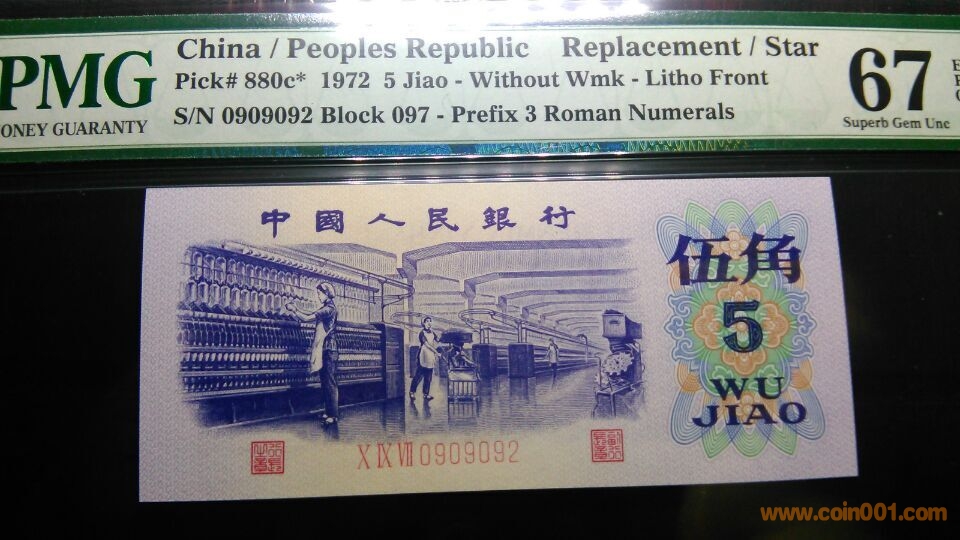 PMG
ONEY GUARANTY
China / Peoples Republic Replacement / Star
Pick# 880c* 1972 5 Jiao - Without Wmk - Litho Front
S/N 0909092 Block 097 - Prefix 3 Roman Numerals
67
Superb Gem Unc
E
P
Q
中國人民銀行
伍角
5
WU
JIAO
X IX VII 0909092
www.coin001.com